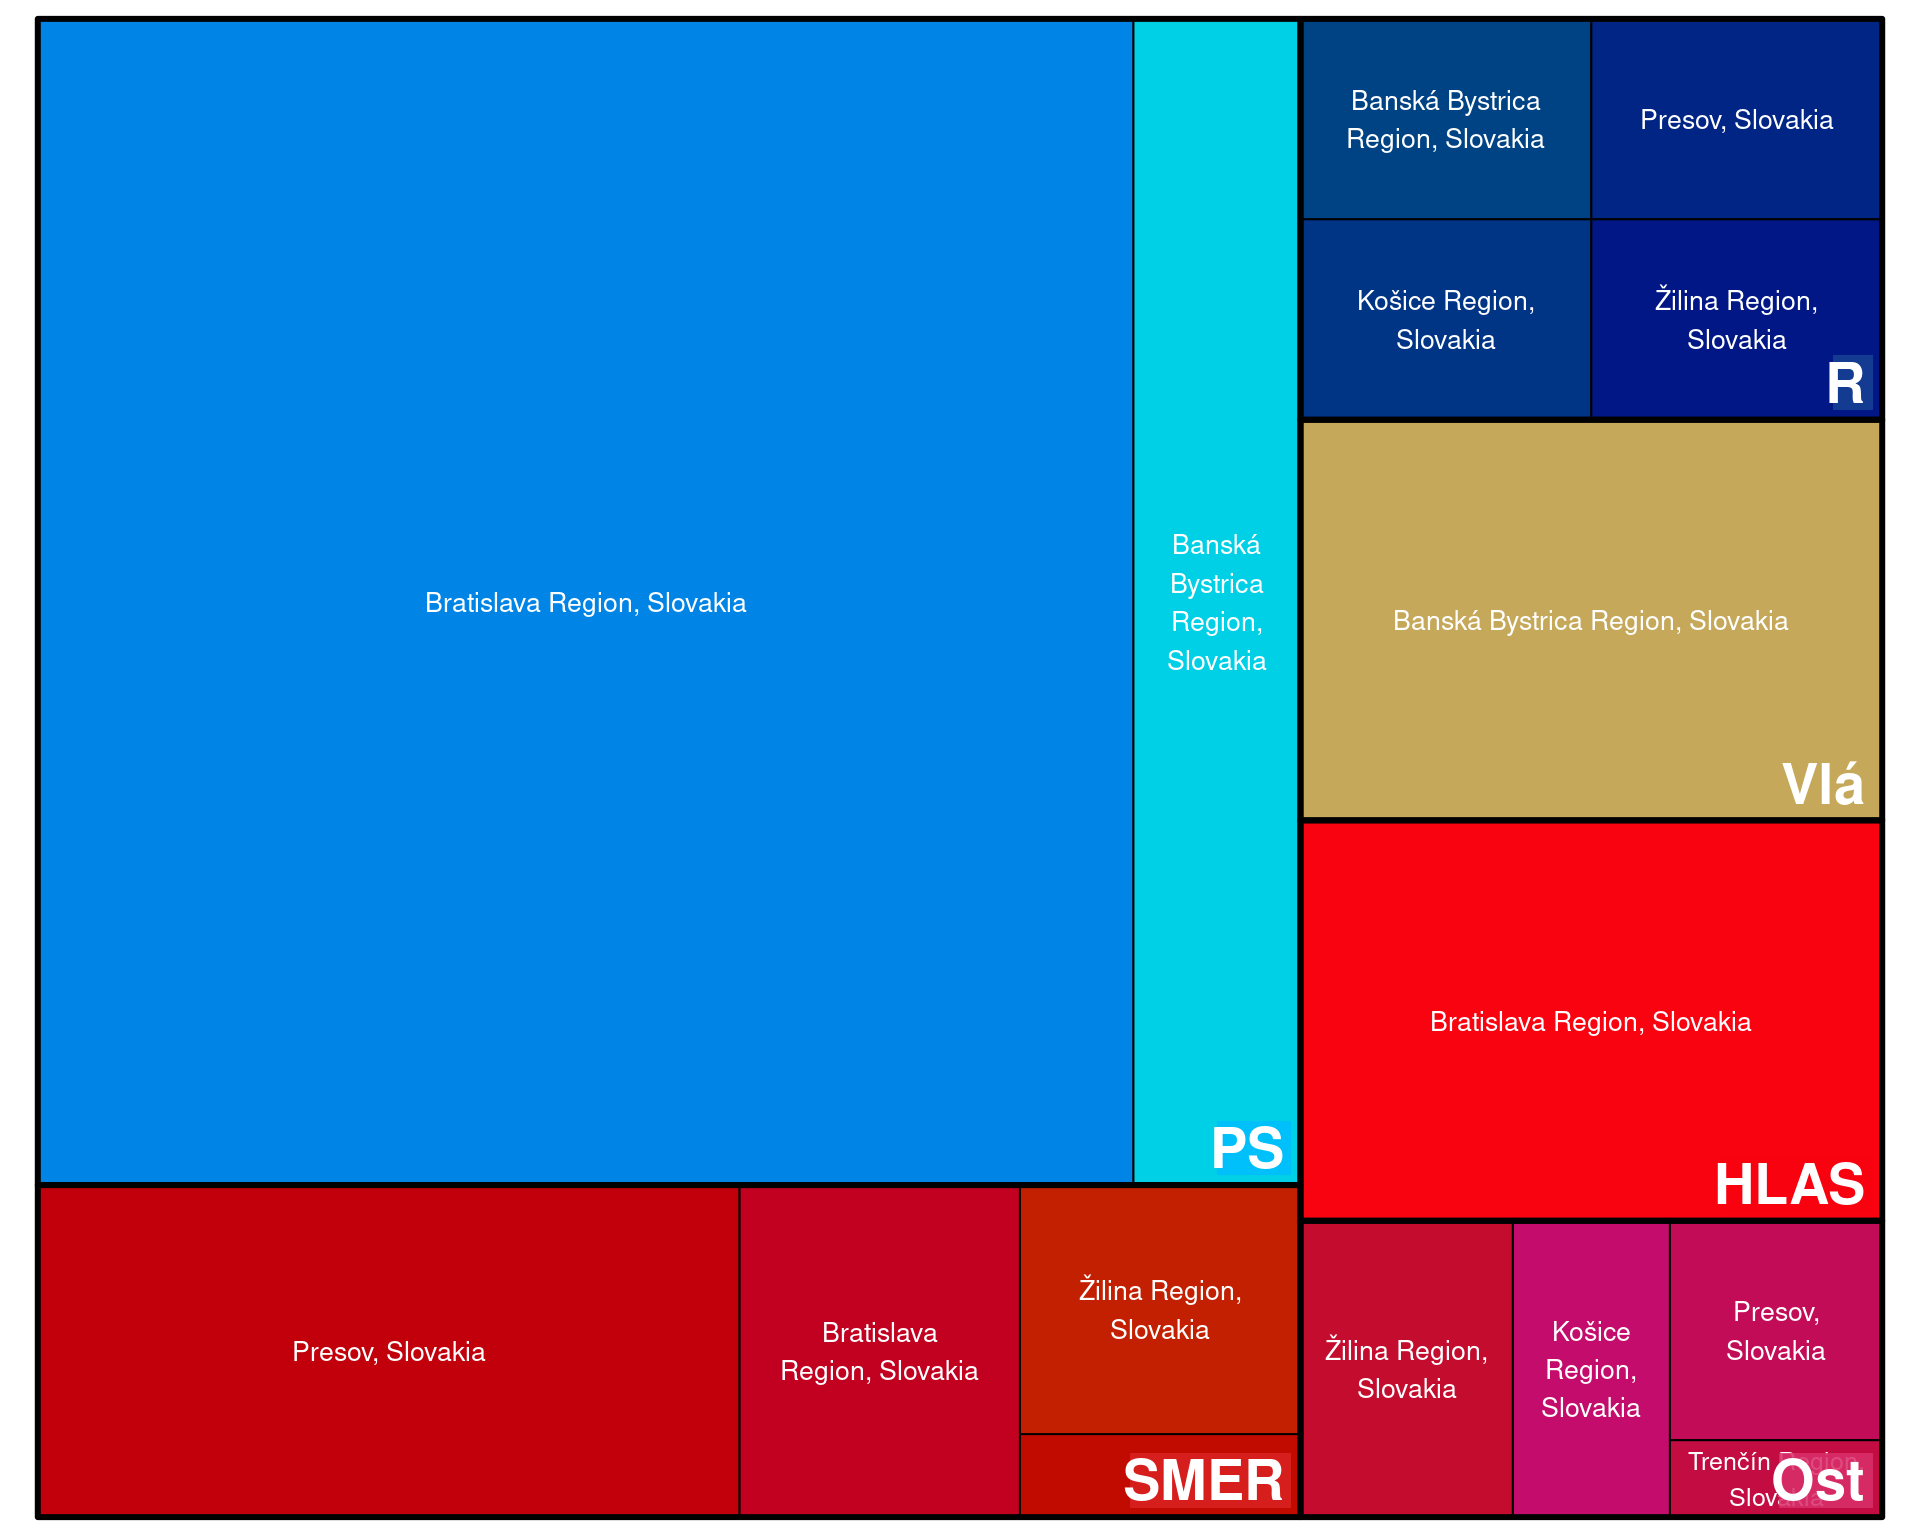 Bratislava Region, Slovakia
Banská
Bystrica
Region,
Slovakia
PS
Presov, Slovakia
Bratislava
Region, Slovakia
Žilina Region,
Slovakia
SMER
Banská Bystrica
Region, Slovakia
Presov, Slovakia
Košice Region,
Slovakia
Žilina Region,
Slovakia
R
Banská Bystrica Region, Slovakia
Vlá
Bratislava Region, Slovakia
HLAS
Žilina Region,
Slovakia
Košice
Region,
Slovakia
Presov,
Slovakia
Trenčín Region,
Slovakia
Ost